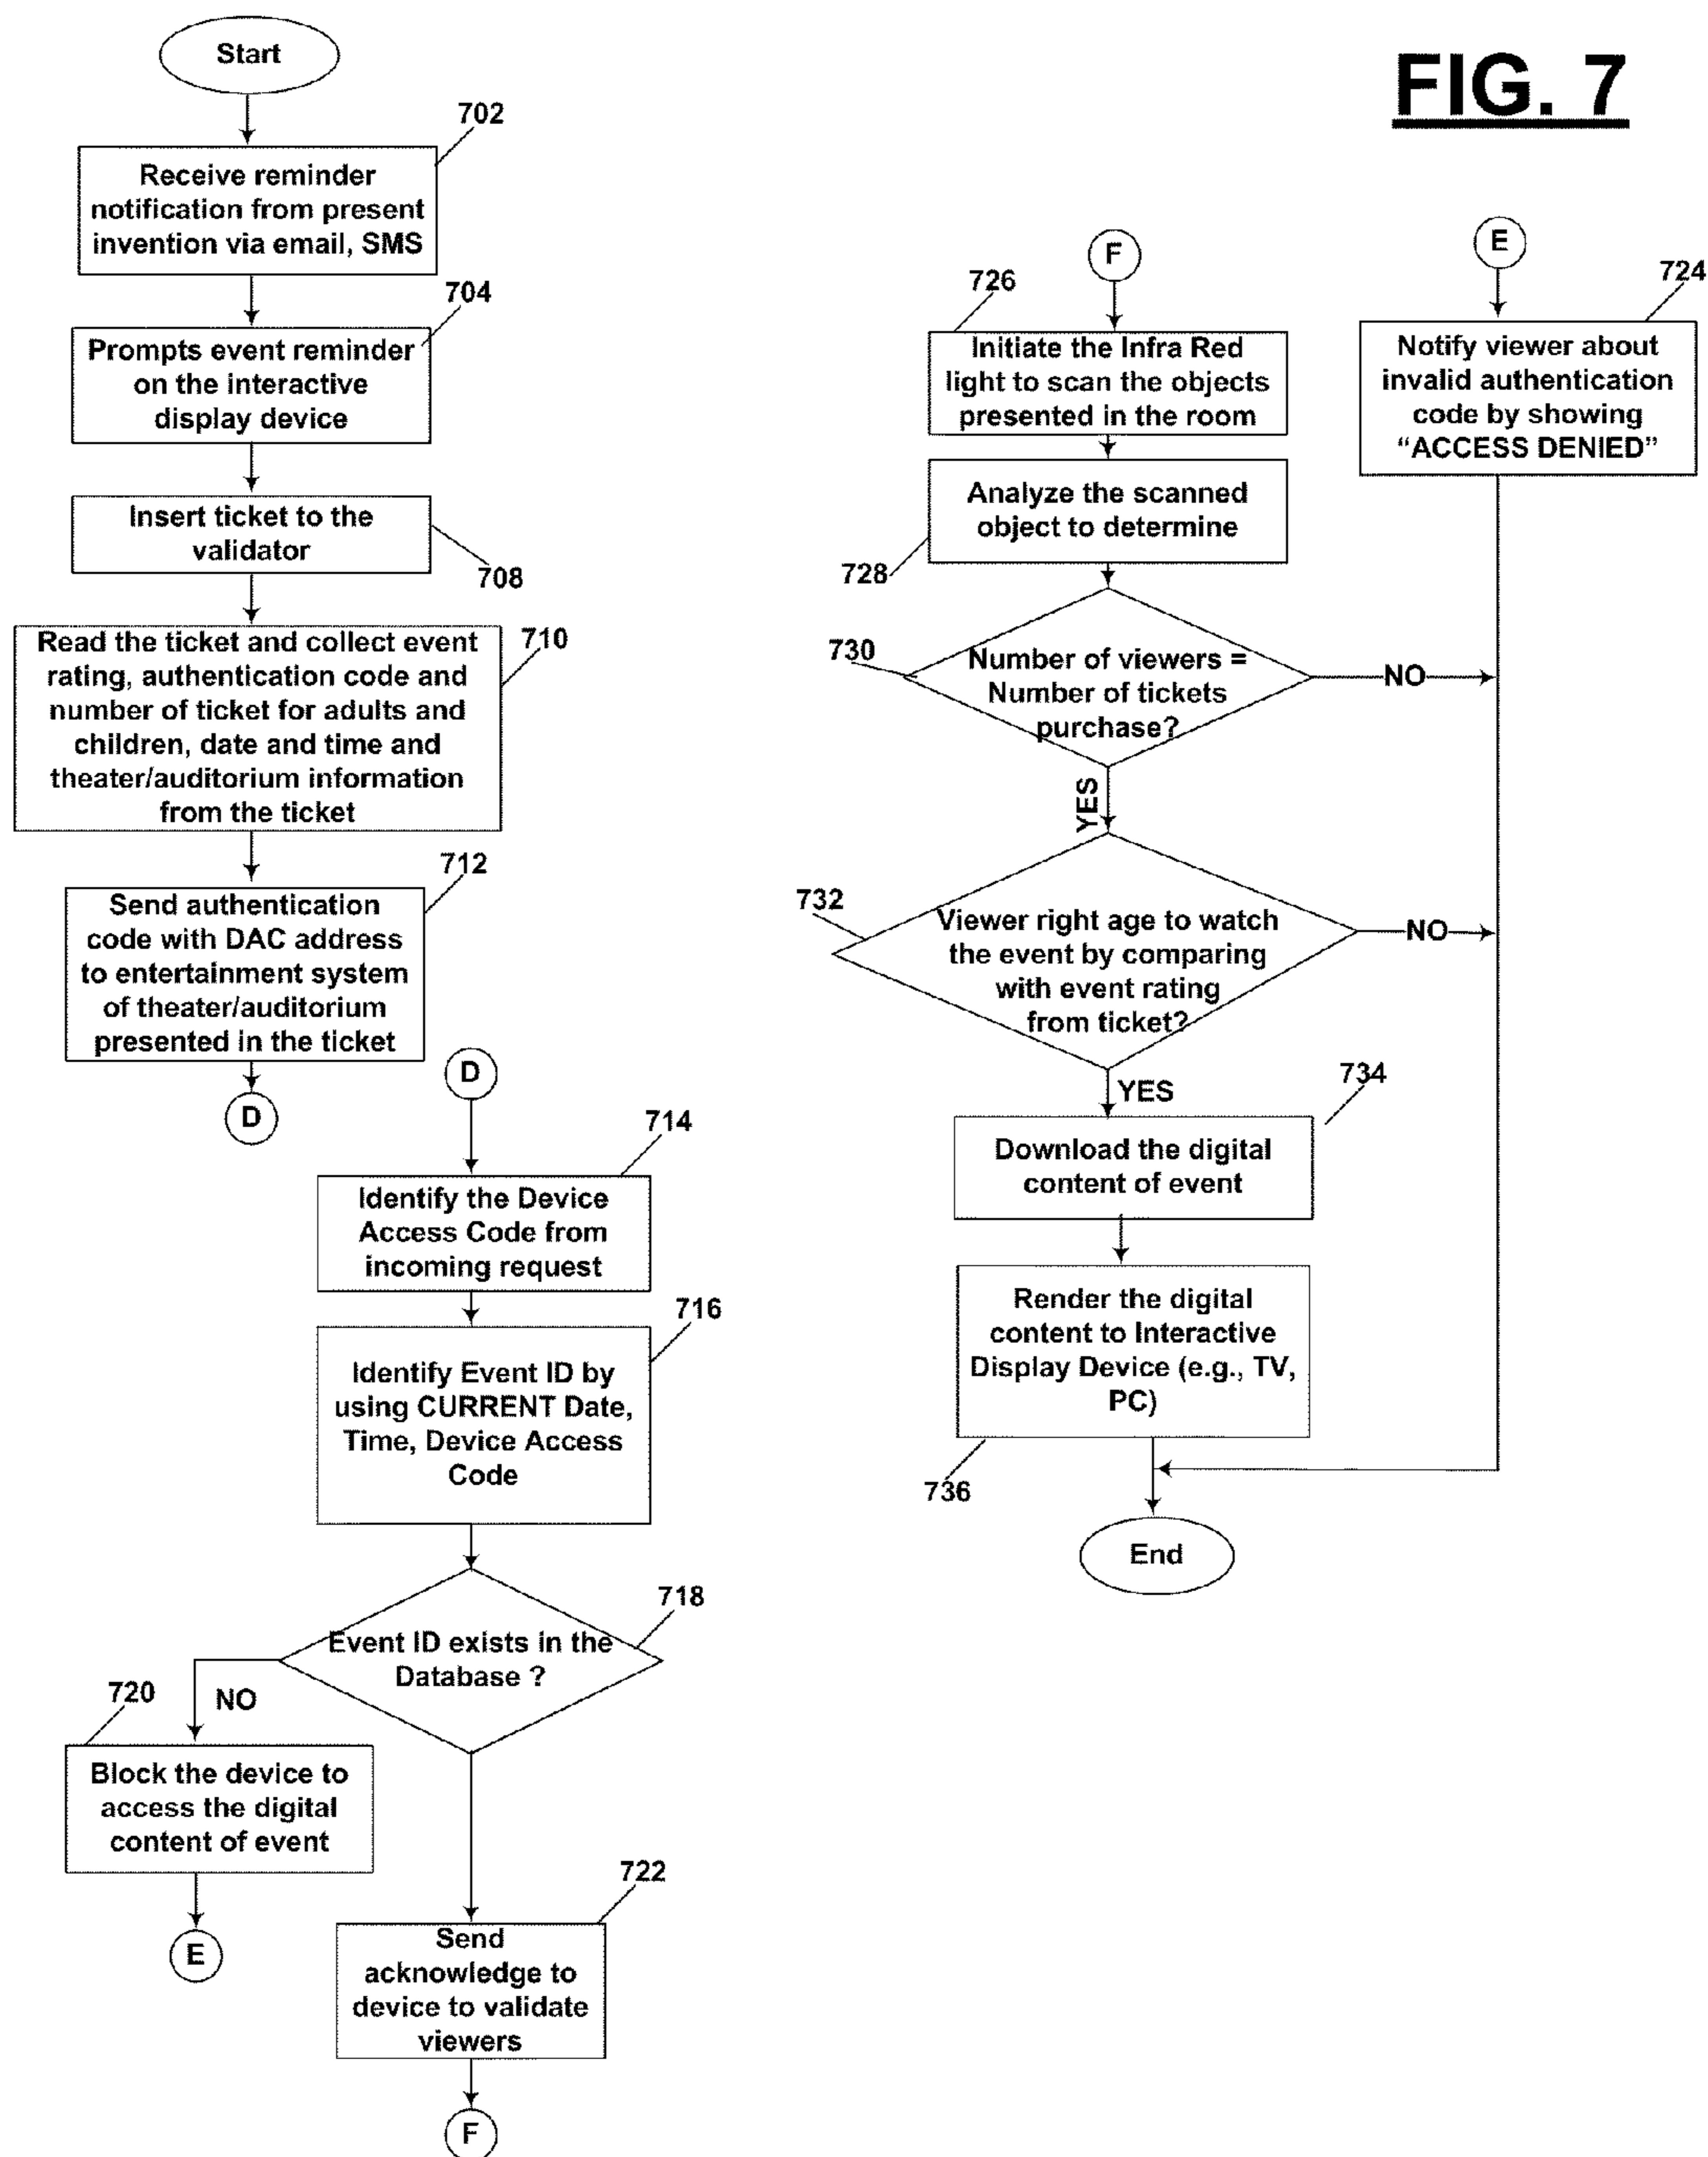 FIG. 7
Start
702
Receive reminder
notification from present
invention via email, SMS
704
Prompts event reminder
on the interactive
display device
Insert ticket to the
validator
708
710
Read the ticket and collect event
rating, authentication code and
number of ticket for adults and
children, date and time and
theater/auditorium information
from the ticket
712
Send authentication
code with DAC address
to entertainment system
of theater/auditorium
presented in the ticket
D
D
714
Identify the Device
Access Code from
incoming request
716
Identify Event ID by
using CURRENT Date,
Time, Device Access
Code
718
Event ID exists in the
Database ?
NO
720
Block the device to
access the digital
content of event
E
722
Send
acknowledge to
device to validate
viewers
F
F
726
Initiate the Infra Red
light to scan the objects
presented in the room
Analyze the scanned
object to determine
728
730
Number of viewers =
Number of tickets
purchase?
NO
YES
732
Viewer right age to watch
the event by comparing
with event rating
from ticket?
NO
YES
734
Download the digital
content of event
Render the digital
content to Interactive
Display Device (e.g., TV,
PC)
736
End
E
724
Notify viewer about
invalid authentication
code by showing
“ACCESS DENIED”